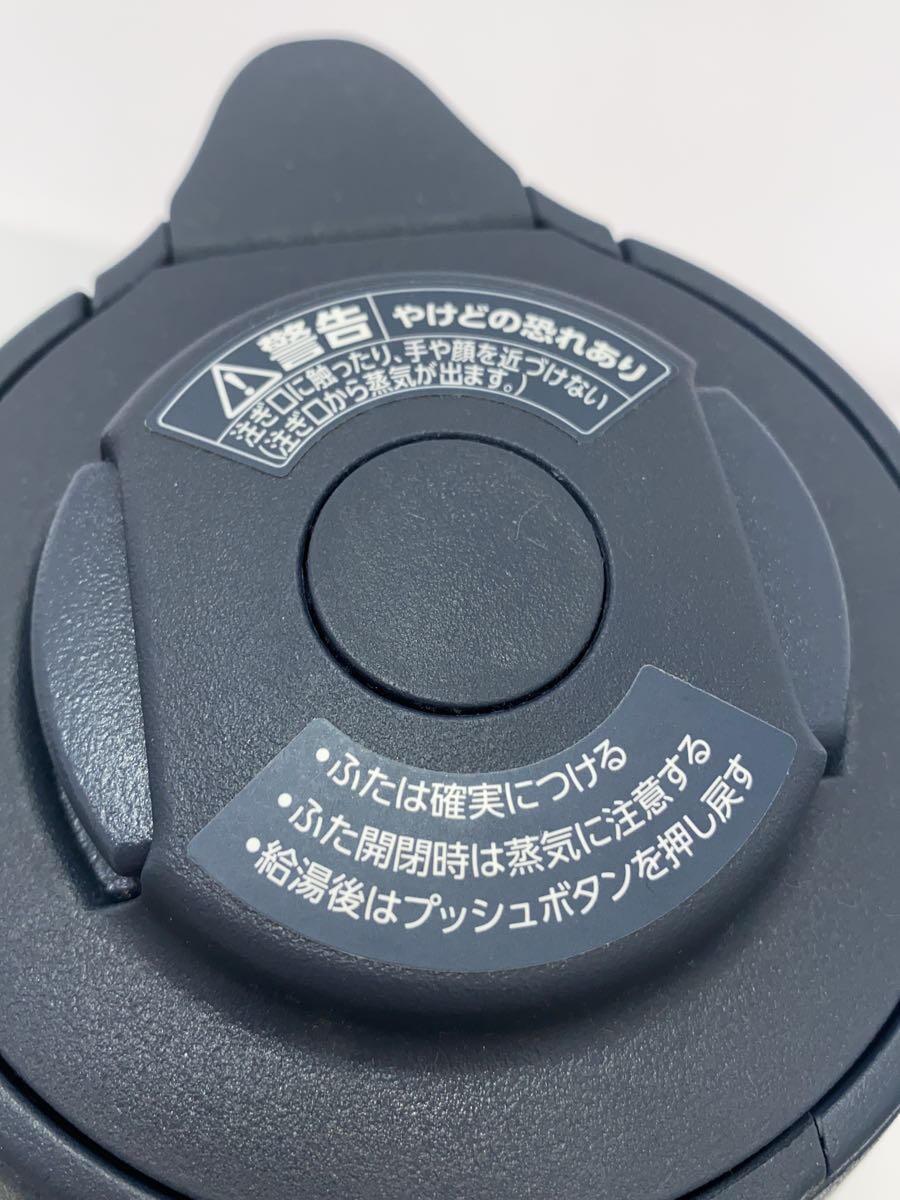 警告 やけどの恐れあり
注ぎ口に触ったり、手や顔を近づけない
(注ぎ口から蒸気が出ます。)
・ふたは確実につける
・ふた開閉時は蒸気に注意する
・給湯後はプッシュボタンを押し戻す